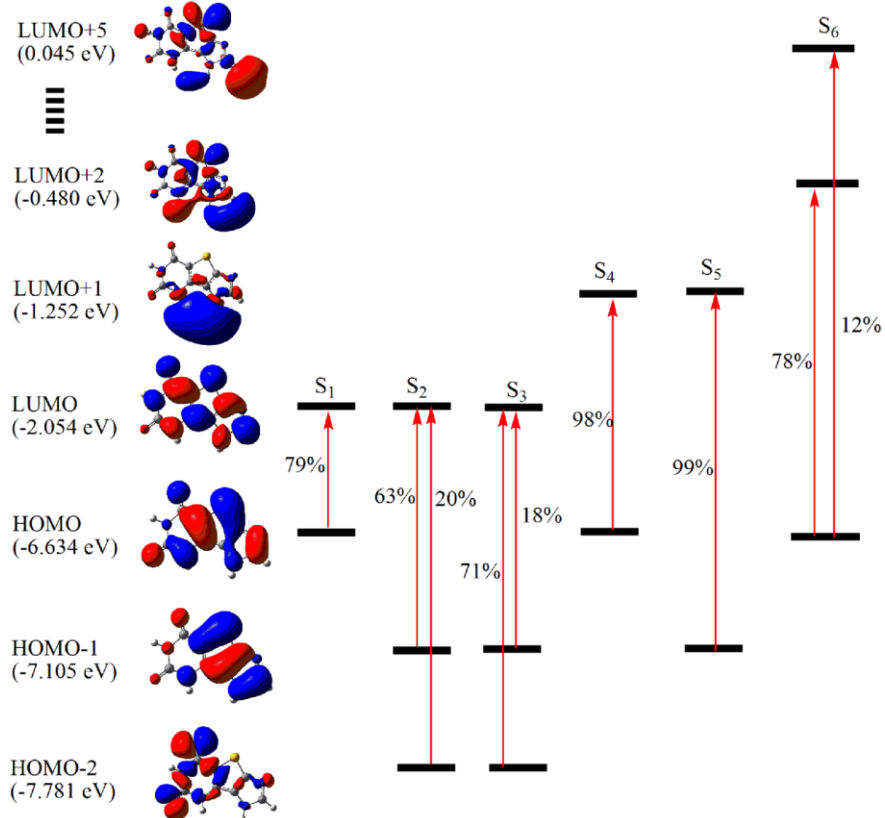 LUMO+5
(0.045 eV)
S6
LUMO+2
(-0.480 eV)
LUMO+1
(-1.252 eV)
S4
S5
12%
78%
LUMO
(-2.054 eV)
S1
S2
S3
98%
79%
63%
20%
18%
99%
HOMO
(-6.634 eV)
71%
HOMO-1
(-7.105 eV)
HOMO-2
(-7.781 eV)